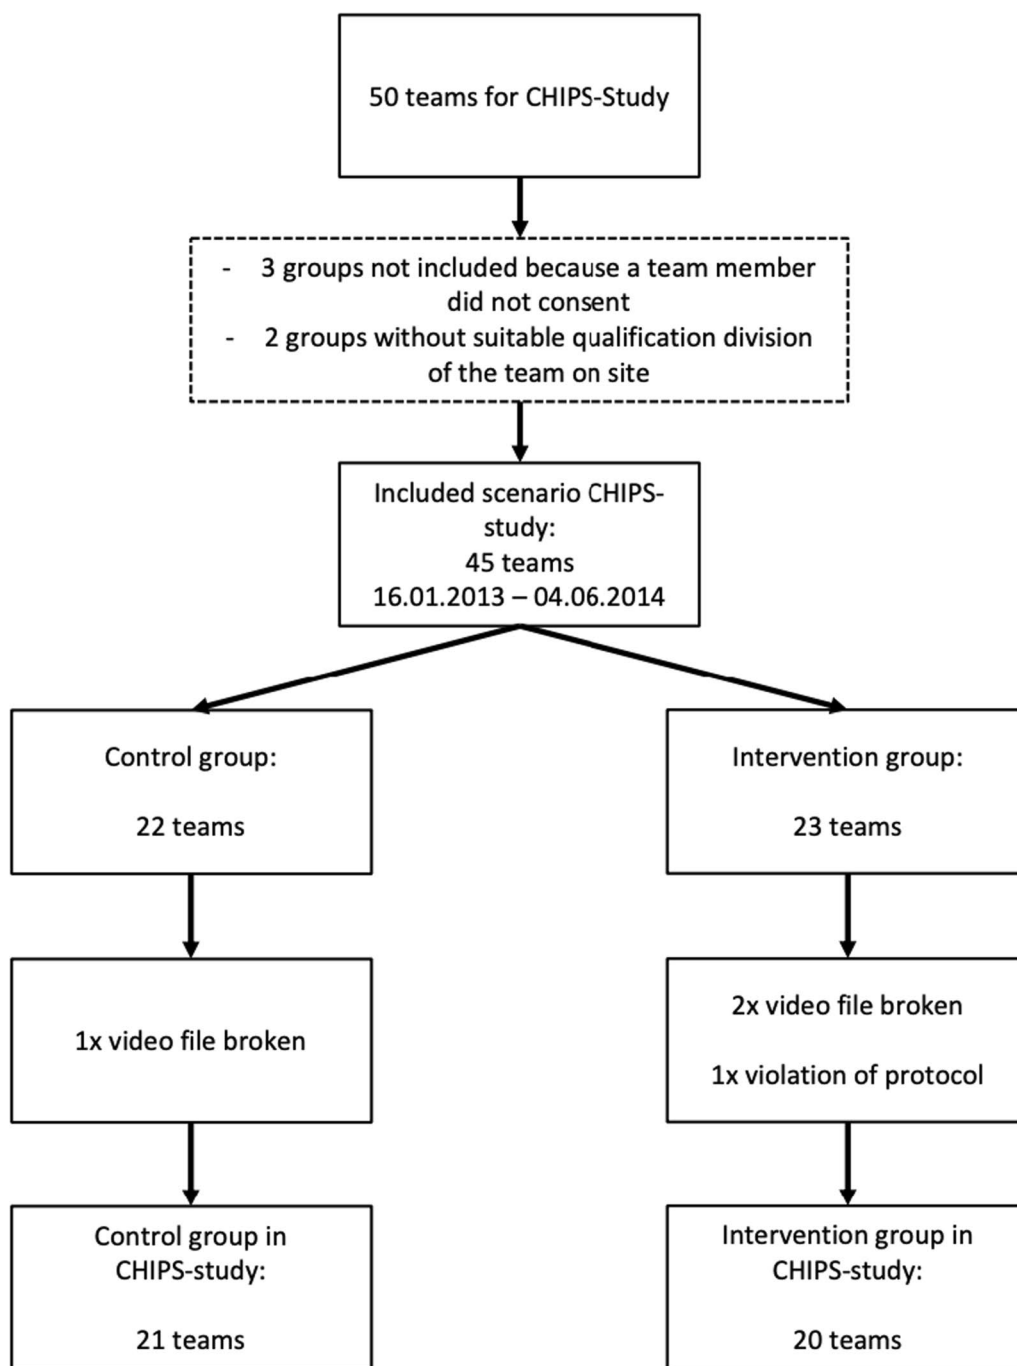 50 teams for CHIPS-Study
- 3 groups not included because a team member
did not consent
- 2 groups without suitable qualification division
of the team on site
Included scenario CHIPS-
study:
45 teams
16.01.2013 – 04.06.2014
Control group:
22 teams
Intervention group:
23 teams
1x video file broken
2x video file broken
1x violation of protocol
Control group in
CHIPS-study:
21 teams
Intervention group in
CHIPS-study:
20 teams